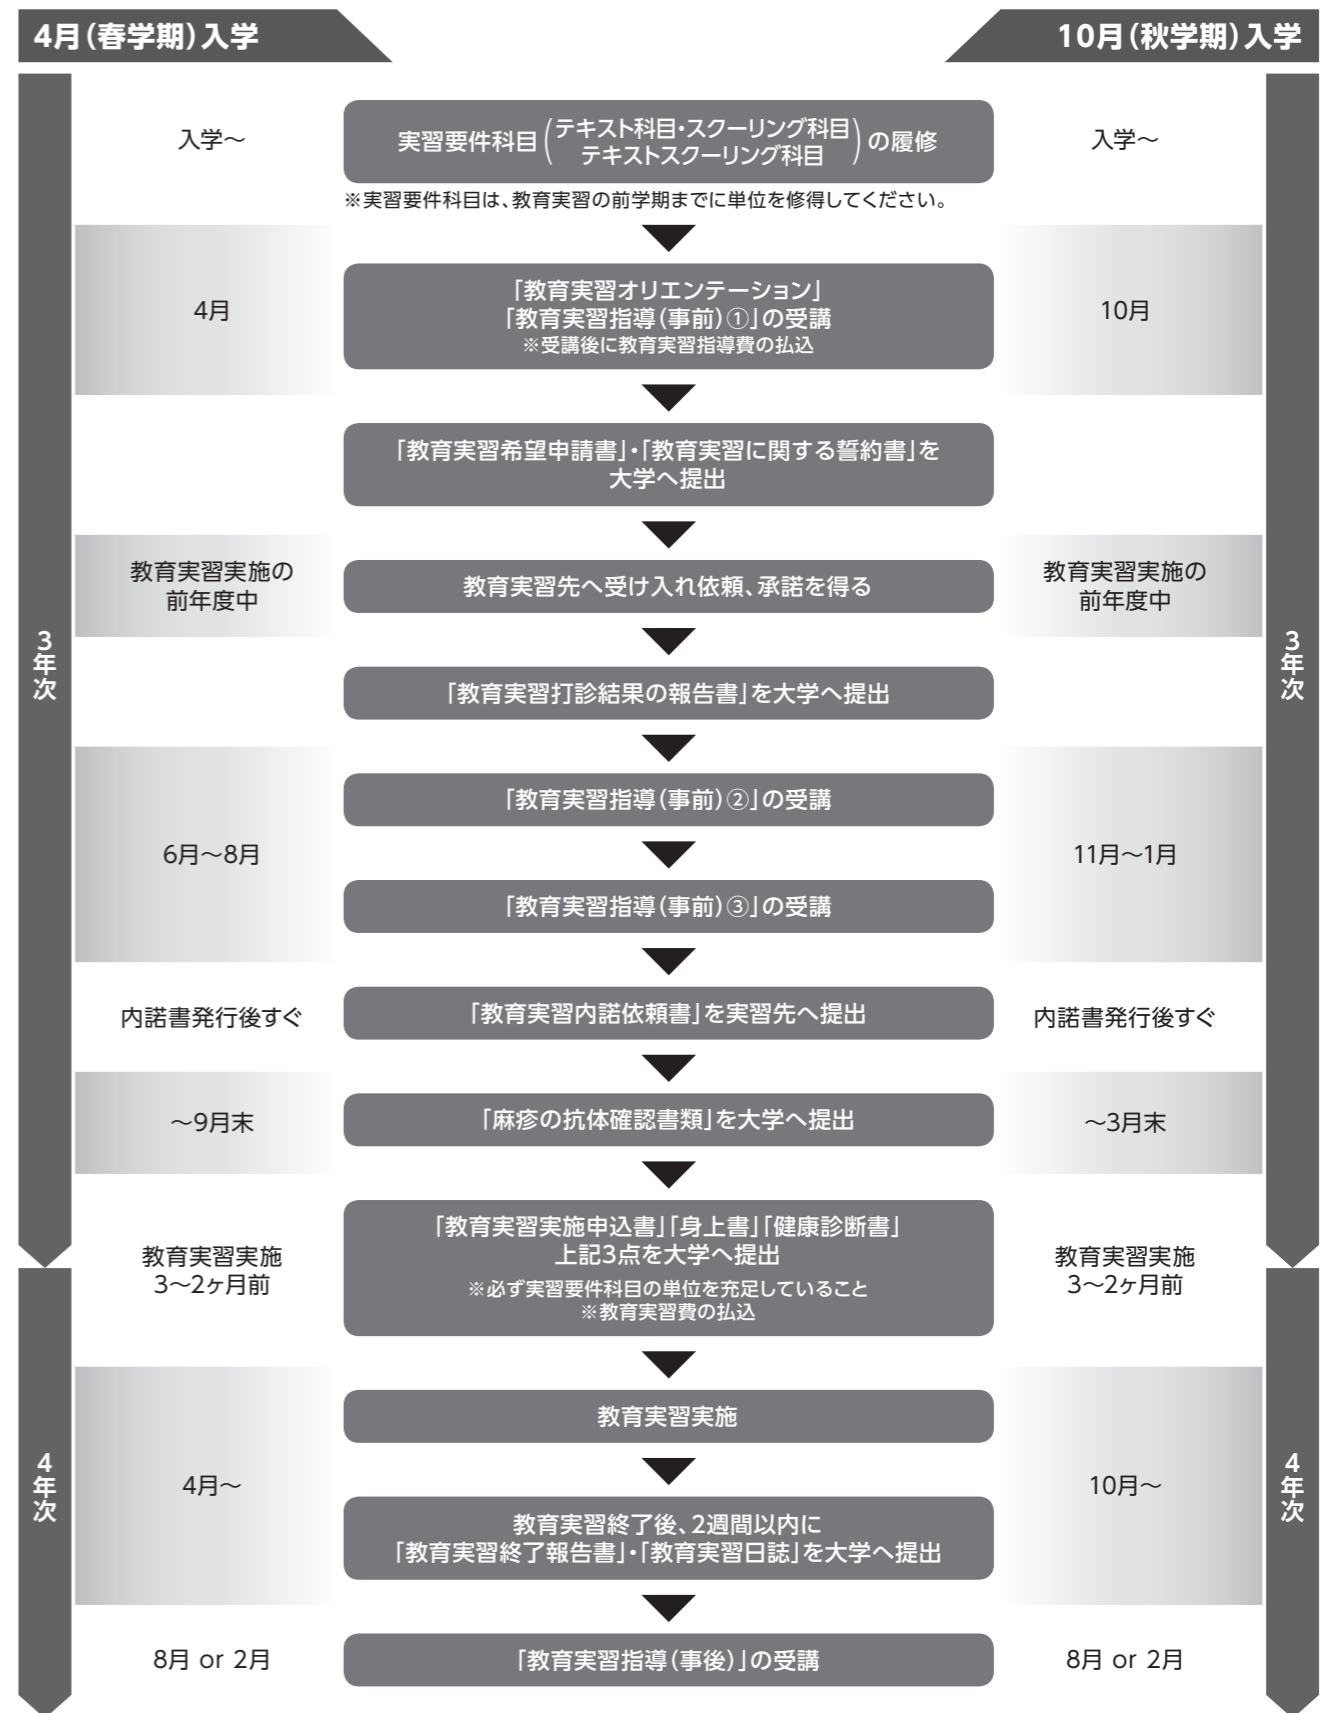 4月（春学期）入学
10月（秋学期）入学
入学～
実習要件科目（テキスト科目・スクーリング科目
テキストスクーリング科目）の履修
入学～
※実習要件科目は、教育実習の前学期までに単位を修得してください。
4月
「教育実習オリエンテーション」
「教育実習指導（事前）①」の受講
※受講後に教育実習指導費の払込
10月
「教育実習希望申請書」・「教育実習に関する誓約書」を
大学へ提出
教育実習実施の
前年度中
教育実習先へ受け入れ依頼、承諾を得る
教育実習実施の
前年度中
3年次
3年次
「教育実習打診結果の報告書」を大学へ提出
6月～8月
「教育実習指導（事前）②」の受講
「教育実習指導（事前）③」の受講
11月～1月
内諾書発行後すぐ
「教育実習内諾依頼書」を実習先へ提出
内諾書発行後すぐ
～9月末
「麻疹の抗体確認書類」を大学へ提出
～3月末
教育実習実施
3～2ヶ月前
「教育実習実施申込書」「身上書」「健康診断書」
上記3点を大学へ提出
※必ず実習要件科目の単位を充足していること
※教育実習費の払込
教育実習実施
3～2ヶ月前
4年次
4年次
教育実習実施
4月～
10月～
教育実習終了後、2週間以内に
「教育実習終了報告書」・「教育実習日誌」を大学へ提出
8月 or 2月
「教育実習指導（事後）」の受講
8月 or 2月